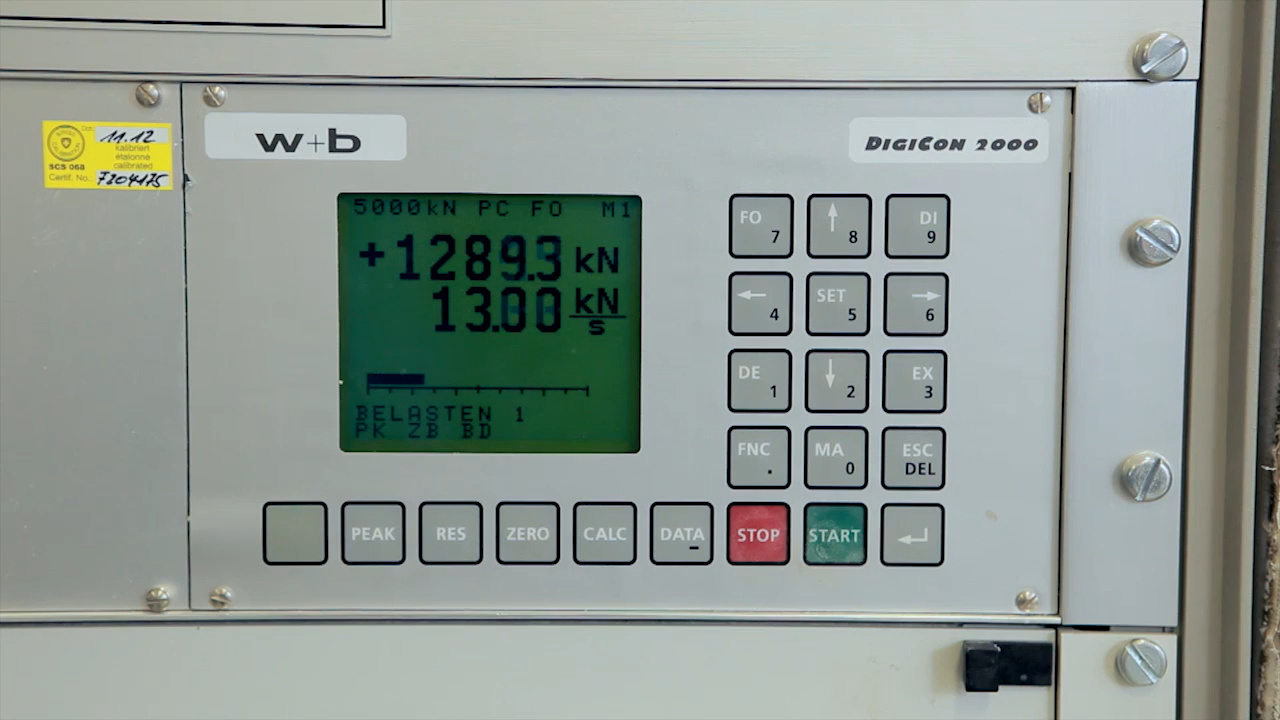 w+b
DIGICON 2000
11.12
kalibriert
étalonné
calibrated
SCS 068
Certif. No.
5000kN PC FO M1
+1289.3 kN
13.00 kN/s
BELASTEN 1
PK ZB BD
FO 7
↑ 8
DI 9
← 4
SET 5
→ 6
DE 1
↓ 2
EX 3
FNC .
MA 0
ESC DEL
PEAK
RES
ZERO
CALC
DATA -
STOP
START